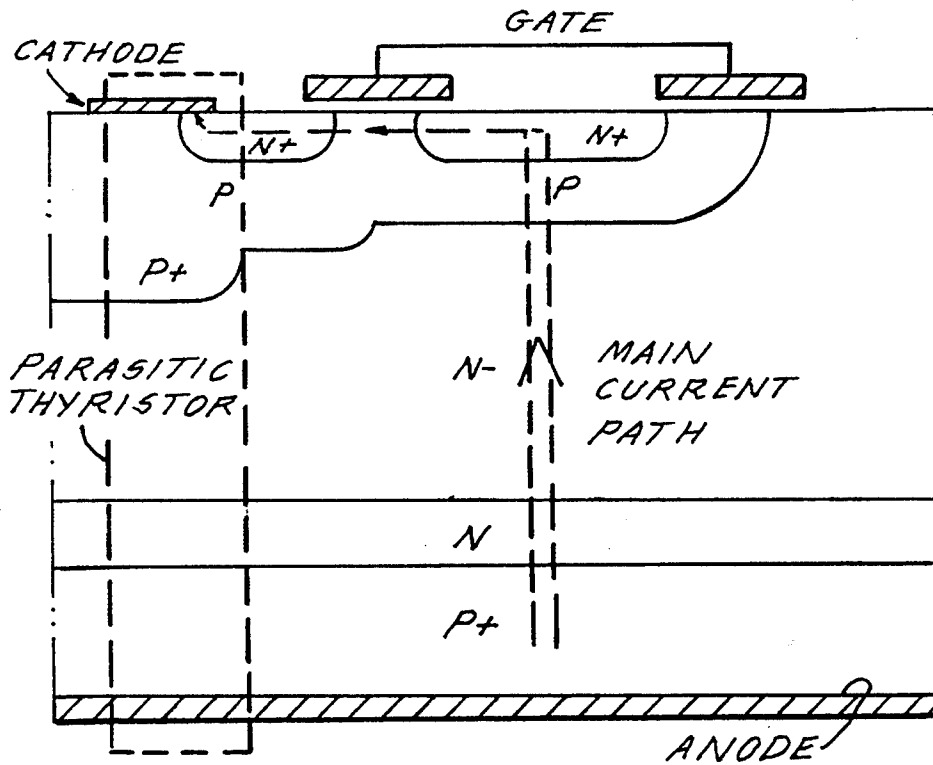 GATE
CATHODE
N+
N+
P
P
P+
PARASITIC
THYRISTOR
N-
MAIN
CURRENT
PATH
N
P+
ANODE